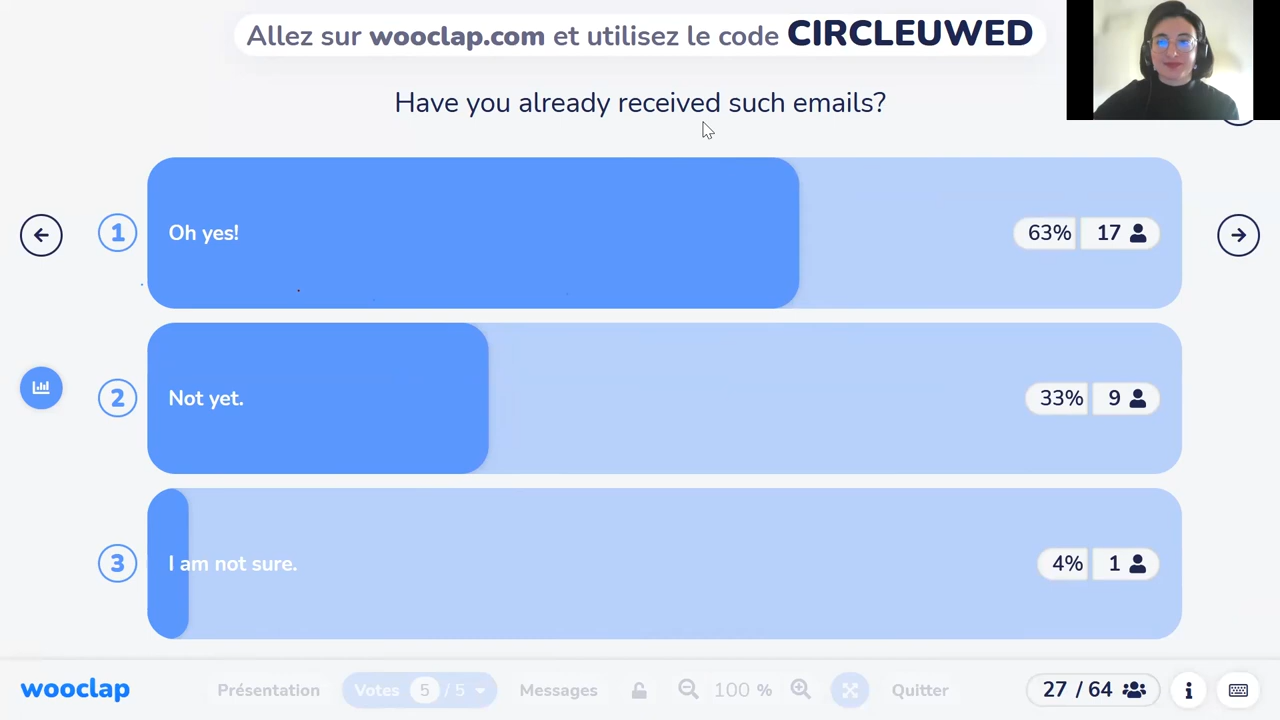 Allez sur wooclap.com et utilisez le code CIRCLEUWED
Have you already received such emails?
1 Oh yes! 63% 17
2 Not yet. 33% 9
3 I am not sure. 4% 1
wooclap Présentation Votes 5 / 5 Messages 100 % Quitter 27 / 64